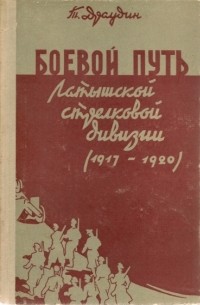 Т. Драудин
БОЕВОЙ ПУТЬ
Латышской
стрелковой
дивизии
(1917 - 1920)